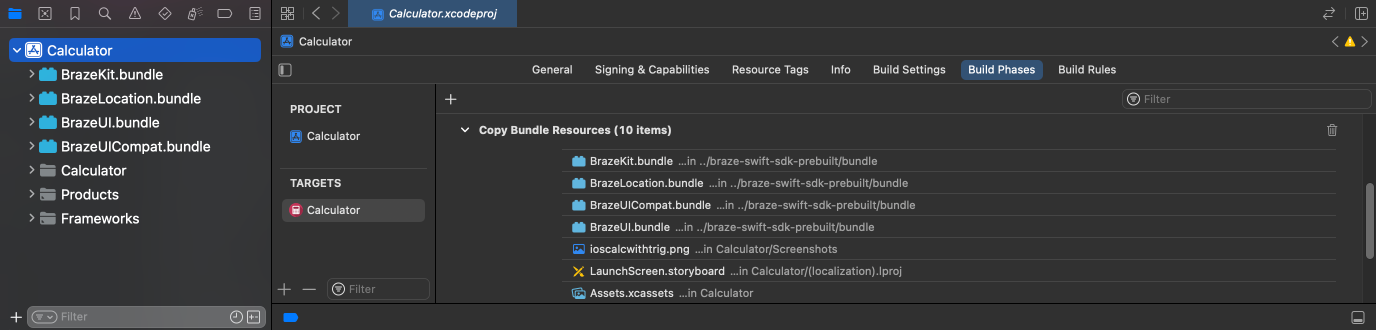 Calculator.xcodeproj
Calculator
Calculator
BrazeKit.bundle
BrazeLocation.bundle
BrazeUI.bundle
BrazeUICompat.bundle
Calculator
Products
Frameworks
Filter
General Signing & Capabilities Resource Tags Info Build Settings Build Phases Build Rules
PROJECT
Calculator
TARGETS
Calculator
Filter
Filter
Copy Bundle Resources (10 items)
BrazeKit.bundle ...in ../braze-swift-sdk-prebuilt/bundle
BrazeLocation.bundle ...in ../braze-swift-sdk-prebuilt/bundle
BrazeUICompat.bundle ...in ../braze-swift-sdk-prebuilt/bundle
BrazeUI.bundle ...in ../braze-swift-sdk-prebuilt/bundle
ioscalcwithtrig.png ...in Calculator/Screenshots
LaunchScreen.storyboard ...in Calculator/(localization).lproj
Assets.xcassets ...in Calculator